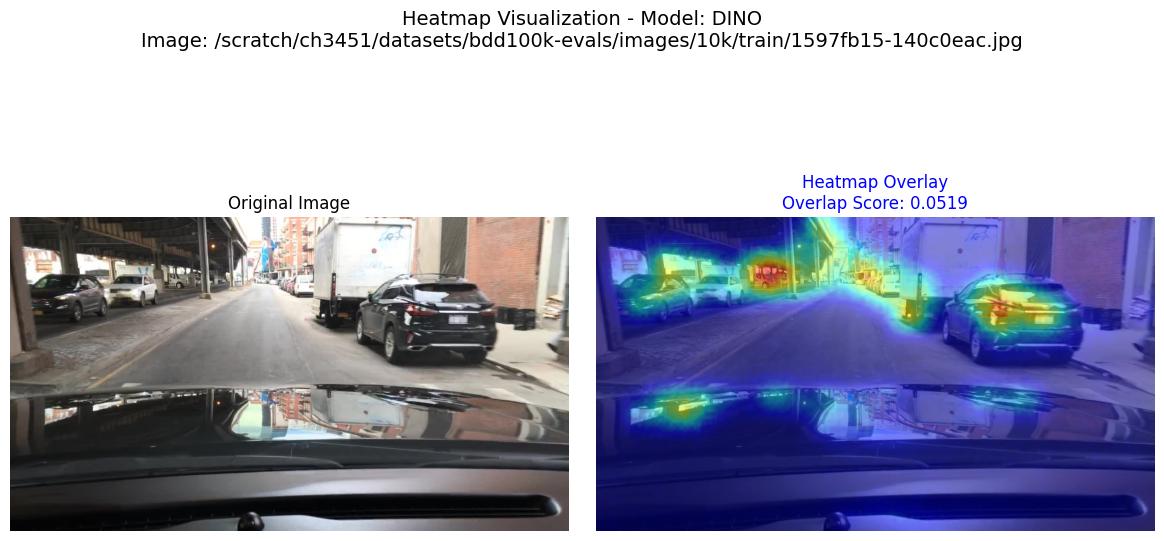 Heatmap Visualization - Model: DINO
Image: /scratch/ch3451/datasets/bdd100k-evals/images/10k/train/1597fb15-140c0eac.jpg
Original Image
Heatmap Overlay
Overlap Score: 0.0519